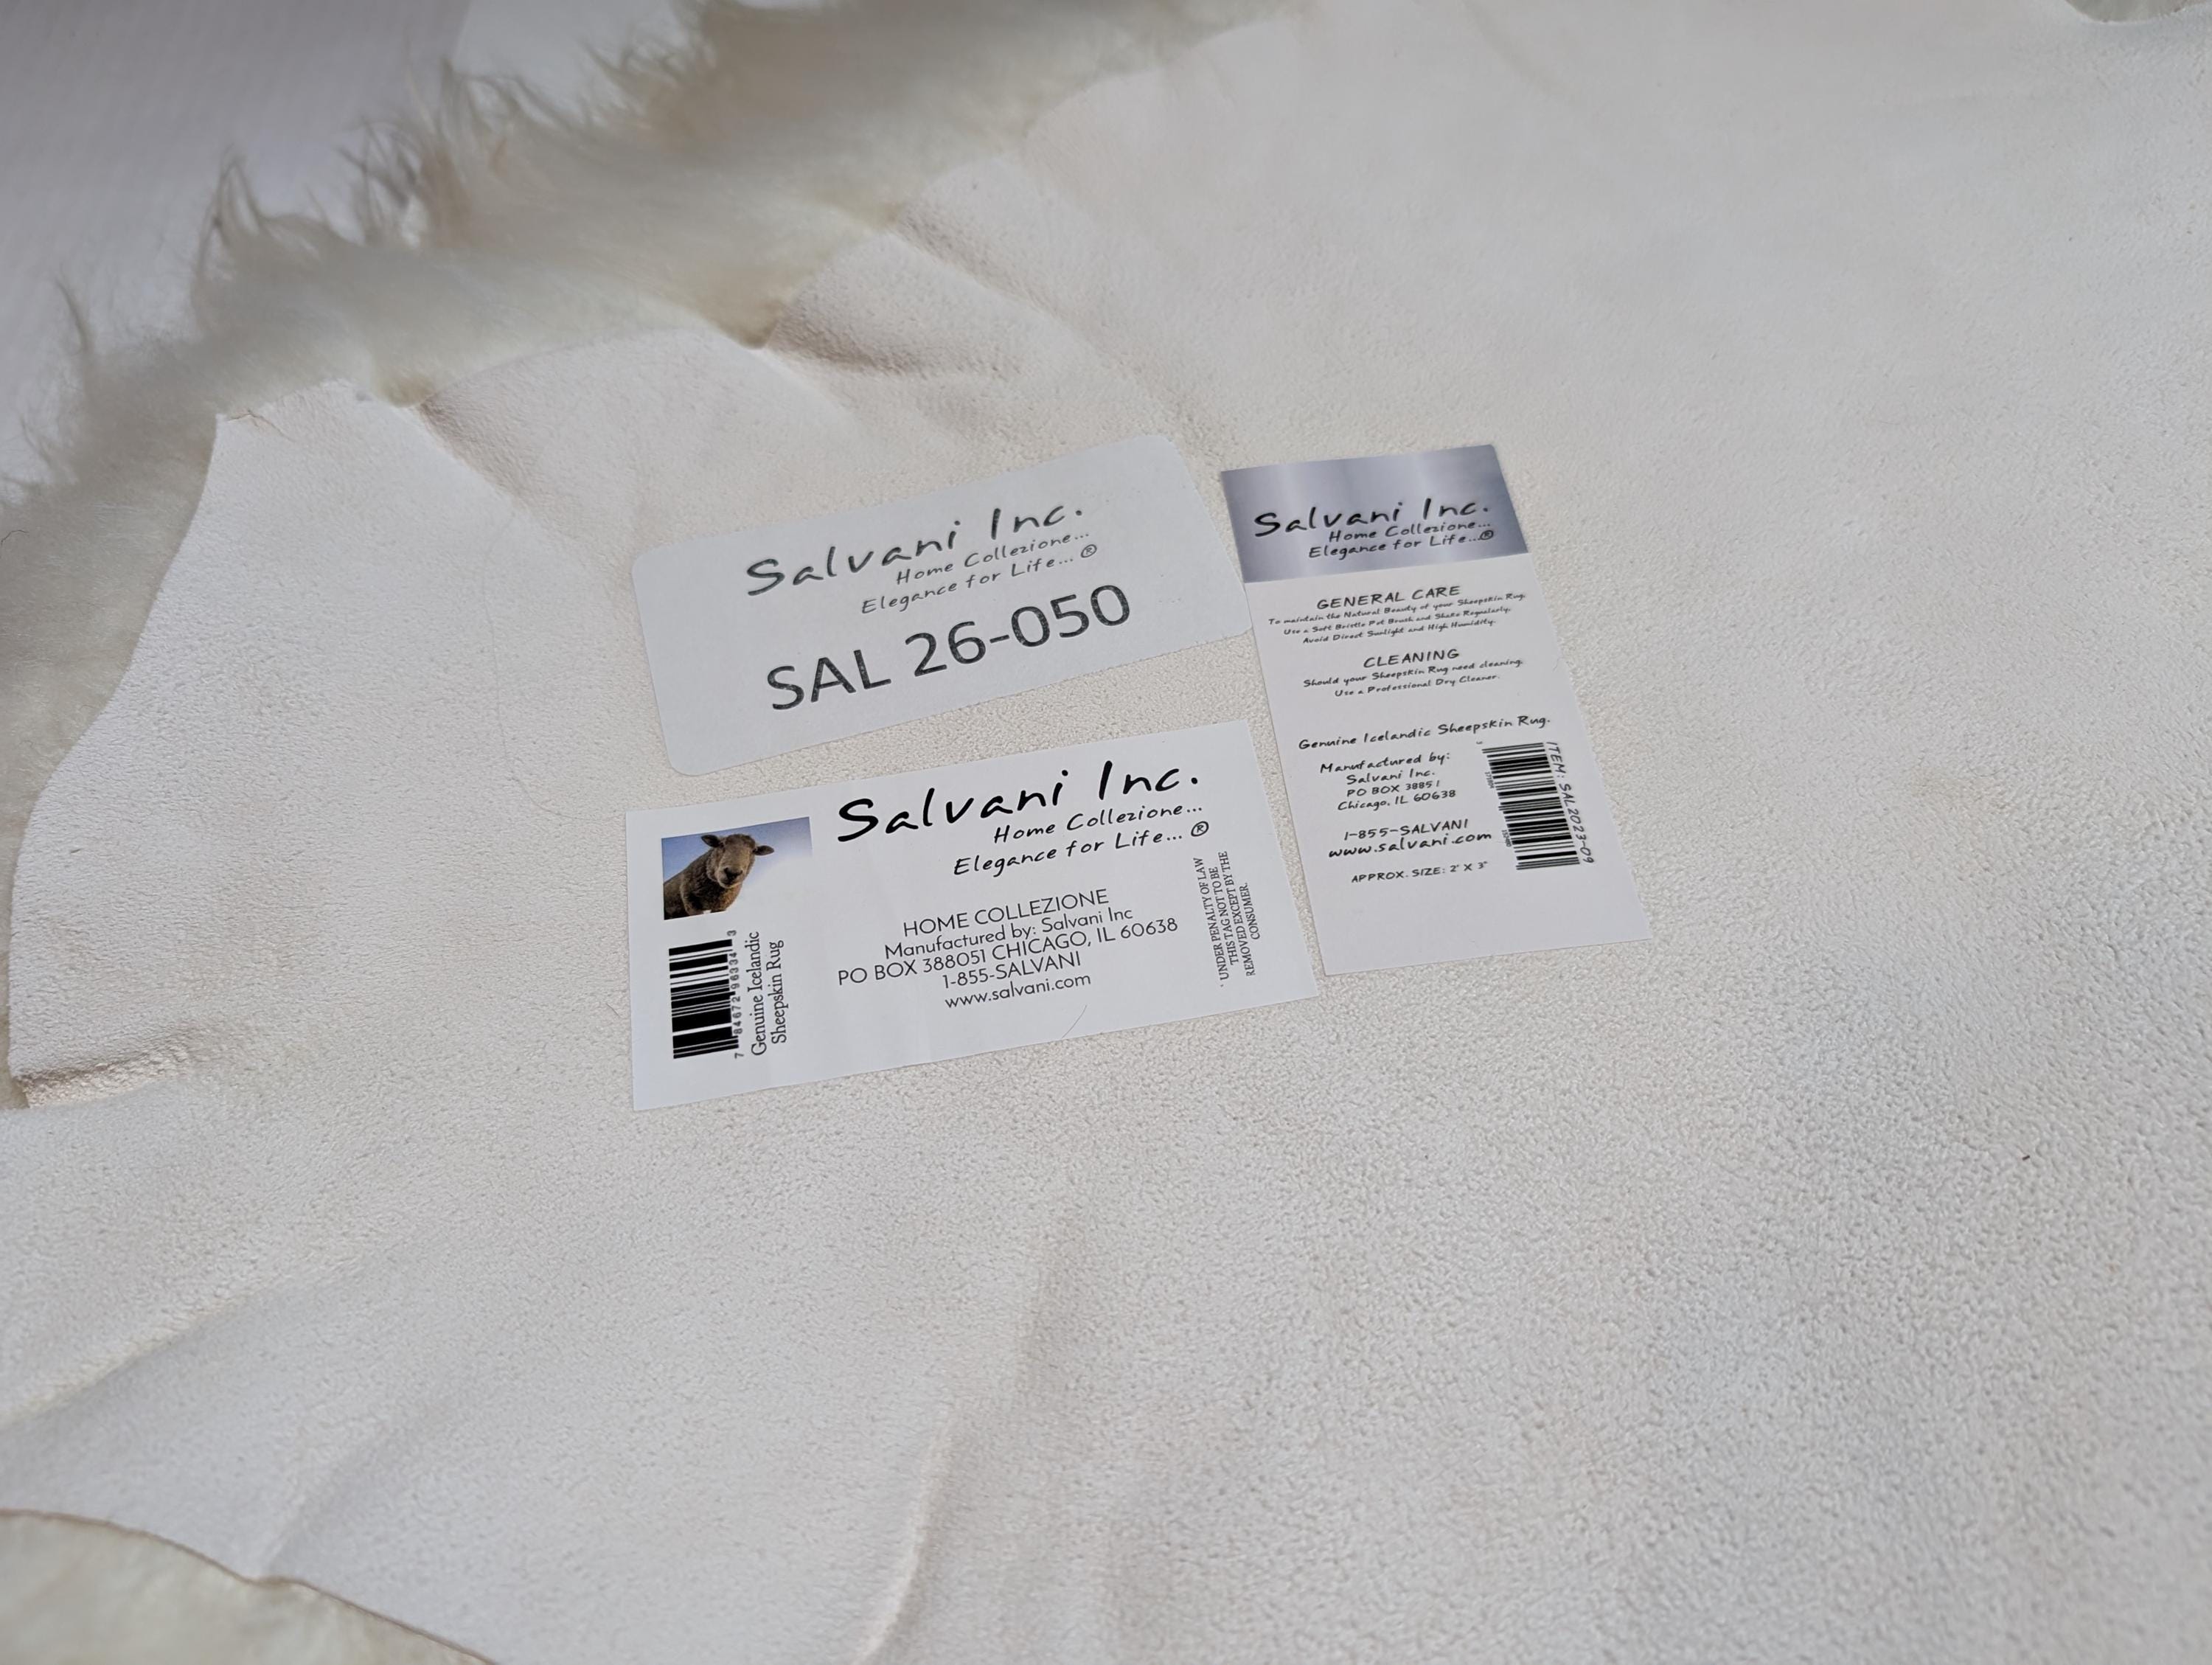 Salvani Inc.
Home Collezione...
Elegance for Life... ®
SAL 26-050
Salvani Inc.
Home Collezione...
Elegance for Life... ®
HOME COLLEZIONE
Manufactured by: Salvani Inc
PO BOX 388051 CHICAGO, IL 60638
1-855-SALVANI
www.salvani.com
Genuine Icelandic
Sheepskin Rug
UNDER PENALTY OF LAW
THIS TAG NOT TO BE
REMOVED EXCEPT BY THE
CONSUMER.
Salvani Inc.
Home Collezione...
Elegance for Life...®
GENERAL CARE
To maintain the Natural Beauty of your Sheepskin Rug.
Use a Soft Bristle Pet Brush and Shake Regularly.
Avoid Direct Sunlight and High Humidity.
CLEANING
Should your Sheepskin Rug need cleaning.
Use a Professional Dry Cleaner.
Genuine Icelandic Sheepskin Rug.
Manufactured by:
Salvani Inc.
PO BOX 38851
Chicago, IL 60638
1-855-SALVANI
www.salvani.com
APPROX. SIZE: 2' X 3'
ITEM: SAL2023-09